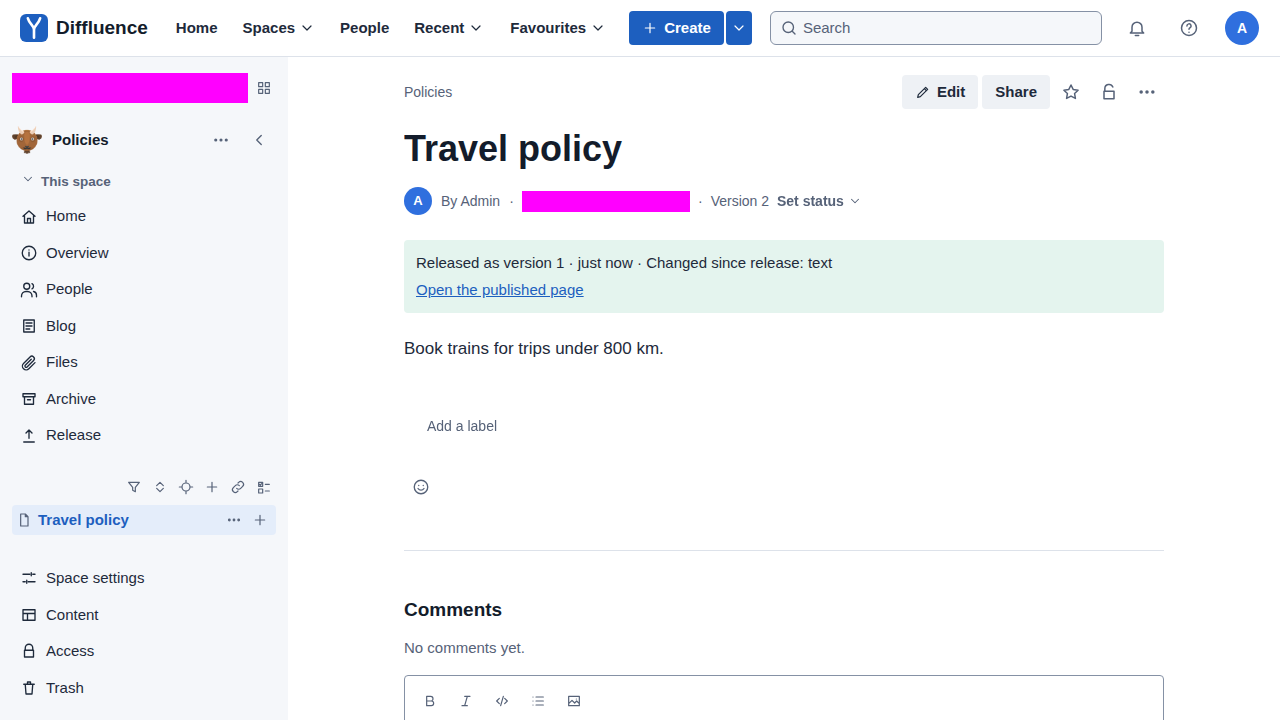 Diffluence Home Spaces People Recent Favourites Create Search A
Policies
This space
Home
Overview
People
Blog
Files
Archive
Release
Travel policy
Space settings
Content
Access
Trash
Policies Edit Share
Travel policy
A By Admin · · Version 2 Set status
Released as version 1 · just now · Changed since release: text
Open the published page
Book trains for trips under 800 km.
Add a label
Comments
No comments yet.